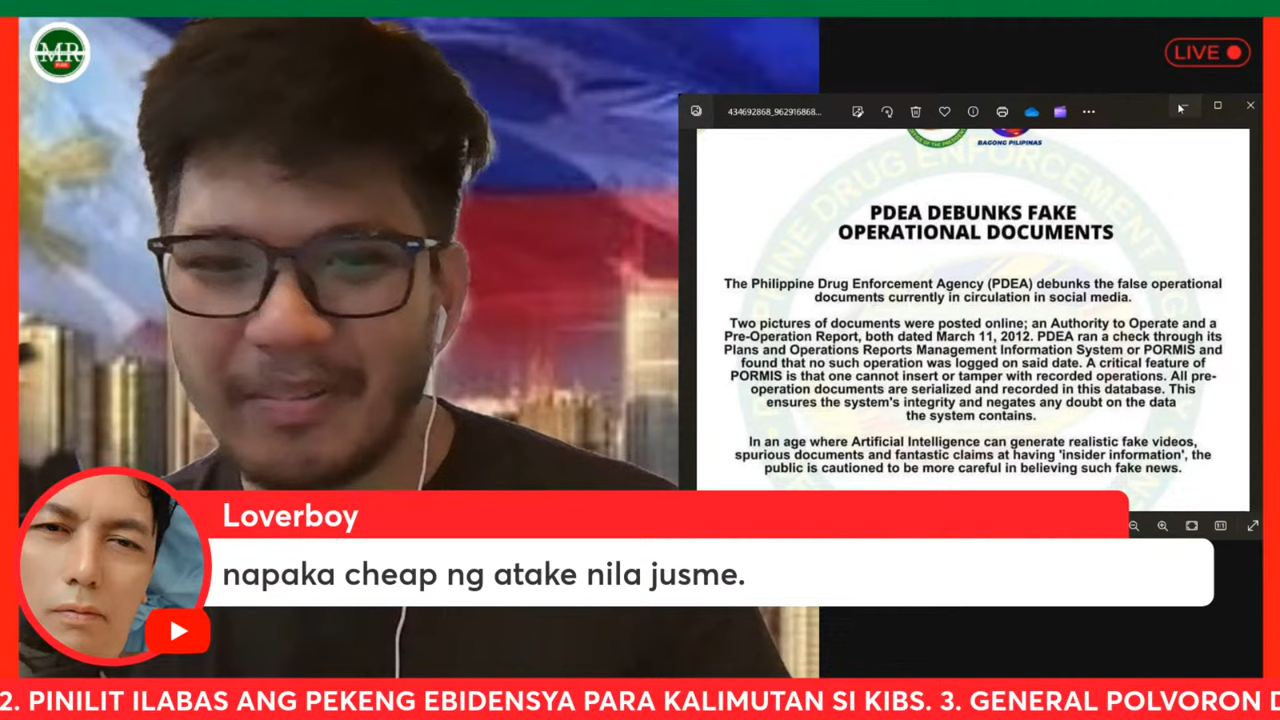 MR
LIVE
434692868_962916868...
BAGONG PILIPINAS
PHILIPPINE DRUG ENFORCEMENT AGENCY
PDEA DEBUNKS FAKE
OPERATIONAL DOCUMENTS
The Philippine Drug Enforcement Agency (PDEA) debunks the false operational
documents currently in circulation in social media.
Two pictures of documents were posted online; an Authority to Operate and a
Pre-Operation Report, both dated March 11, 2012. PDEA ran a check through its
Plans and Operations Reports Management Information System or PORMIS and
found that no such operation was logged on said date. A critical feature of
PORMIS is that one cannot insert or tamper with recorded operations. All pre-
operation documents are serialized and recorded in this database. This
ensures the system's integrity and negates any doubt on the data
the system contains.
In an age where Artificial Intelligence can generate realistic fake videos,
spurious documents and fantastic claims at having 'insider information', the
public is cautioned to be more careful in believing such fake news.
Loverboy
napaka cheap ng atake nila jusme.
2. PINILIT ILABAS ANG PEKENG EBIDENSYA PARA KALIMUTAN SI KIBS. 3. GENERAL POLVORON D